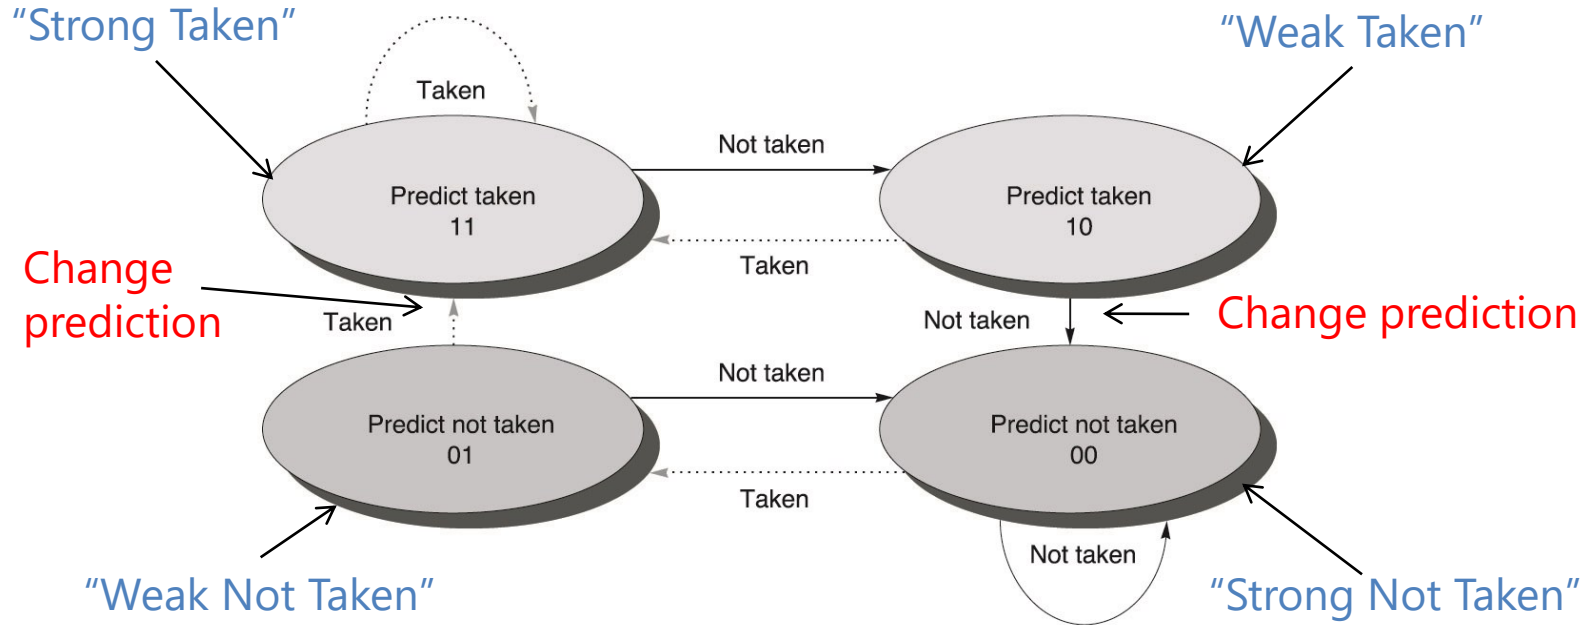 “Strong Taken”
“Weak Taken”
Taken
Not taken
Predict taken
11
Predict taken
10
Taken
Change
prediction
Taken
Not taken
Change prediction
Not taken
Predict not taken
01
Predict not taken
00
Taken
Not taken
“Weak Not Taken”
“Strong Not Taken”